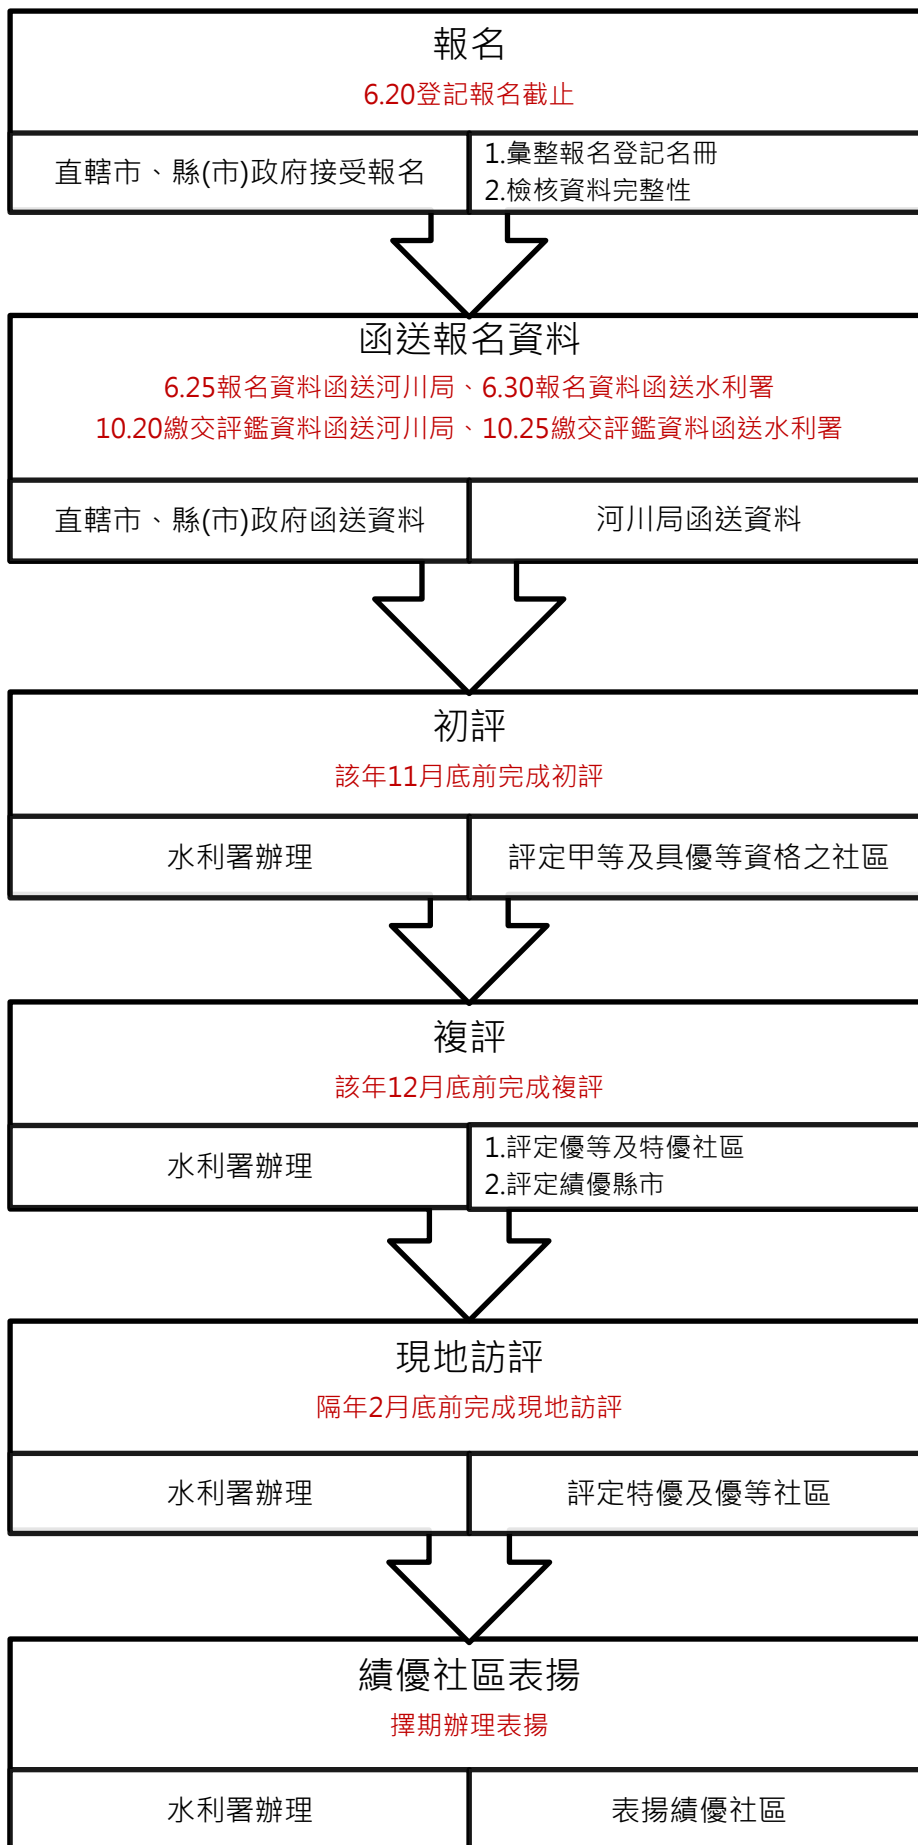 報名
6.20登記報名截止
直轄市、縣(市)政府接受報名
1.彙整報名登記名冊
2.檢核資料完整性
函送報名資料
6.25報名資料函送河川局、6.30報名資料函送水利署
10.20繳交評鑑資料函送河川局、10.25繳交評鑑資料函送水利署
直轄市、縣(市)政府函送資料
河川局函送資料
初評
該年11月底前完成初評
水利署辦理
評定甲等及具優等資格之社區
複評
該年12月底前完成複評
水利署辦理
1.評定優等及特優社區
2.評定績優縣市
現地訪評
隔年2月底前完成現地訪評
水利署辦理
評定特優及優等社區
績優社區表揚
擇期辦理表揚
水利署辦理
表揚績優社區